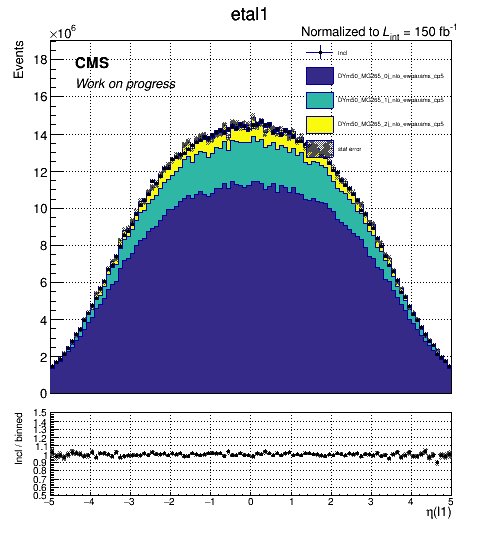 etal1
Normalized to L_int = 150 fb⁻¹
×10⁶
Events
CMS
Work on progress
Incl
DYm50_MG265_0j_nlo_ewparams_cp5
DYm50_MG265_1j_nlo_ewparams_cp5
DYm50_MG265_2j_nlo_ewparams_cp5
stat error
18
16
14
12
10
8
6
4
2
0
Incl / binned
1.5
1.4
1.3
1.2
1.1
1
0.9
0.8
0.7
0.6
0.5
−5 −4 −3 −2 −1 0 1 2 3 4 5
η(l1)